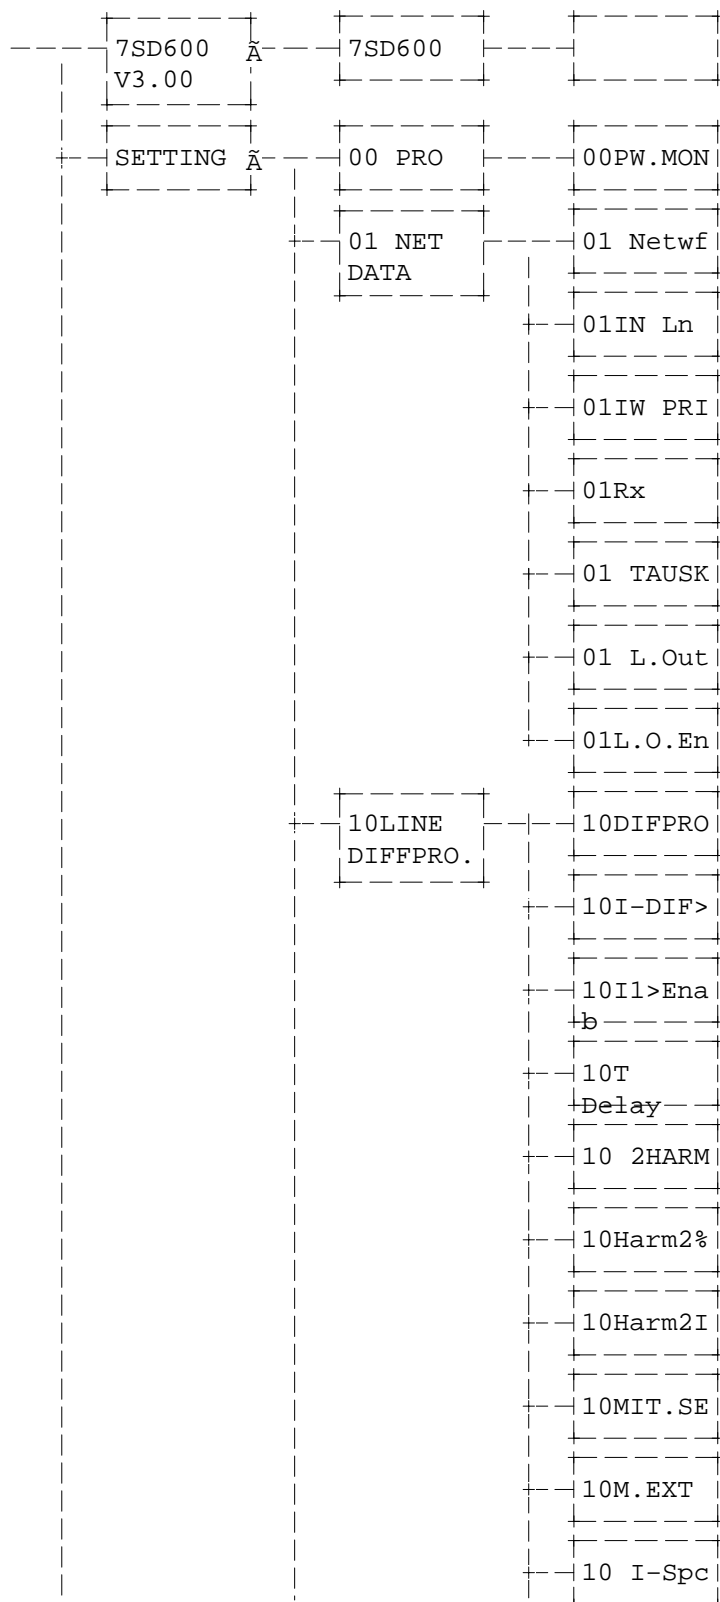 7SD600 Ã 7SD600
V3.00
SETTING Ã 00 PRO 00PW.MON
01 NET 01 Netwf
DATA
01IN Ln
01IW PRI
01Rx
01 TAUSK
01 L.Out
01L.O.En
10LINE 10DIFPRO
DIFFPRO.
10I-DIF>
10I1>Ena
b
10T
Delay
10 2HARM
10Harm2%
10Harm2I
10MIT.SE
10M.EXT
10 I-Spc